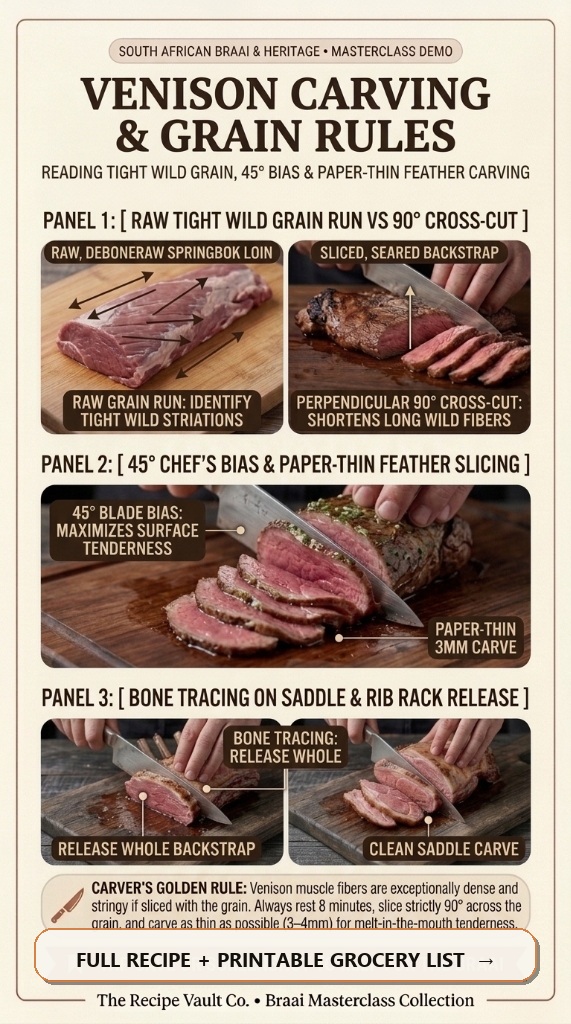 SOUTH AFRICAN BRAAI & HERITAGE • MASTERCLASS DEMO
VENISON CARVING
& GRAIN RULES
READING TIGHT WILD GRAIN, 45° BIAS & PAPER-THIN FEATHER CARVING
PANEL 1: [ RAW TIGHT WILD GRAIN RUN VS 90° CROSS-CUT ]
RAW, DEBONERAW SPRINGBOK LOIN
RAW GRAIN RUN: IDENTIFY
TIGHT WILD STRIATIONS
SLICED, SEARED BACKSTRAP
PERPENDICULAR 90° CROSS-CUT:
SHORTENS LONG WILD FIBERS
PANEL 2: [ 45° CHEF'S BIAS & PAPER-THIN FEATHER SLICING ]
45° BLADE BIAS:
MAXIMIZES SURFACE
TENDERNESS
PAPER-THIN
3MM CARVE
PANEL 3: [ BONE TRACING ON SADDLE & RIB RACK RELEASE ]
BONE TRACING:
RELEASE WHOLE
RELEASE WHOLE BACKSTRAP
CLEAN SADDLE CARVE
CARVER'S GOLDEN RULE: Venison muscle fibers are exceptionally dense and
stringy if sliced with the grain. Always rest 8 minutes, slice strictly 90° across the
grain, and carve as thin as possible (3–4mm) for melt-in-the-mouth tenderness.
FULL RECIPE + PRINTABLE GROCERY LIST →
The Recipe Vault Co. • Braai Masterclass Collection